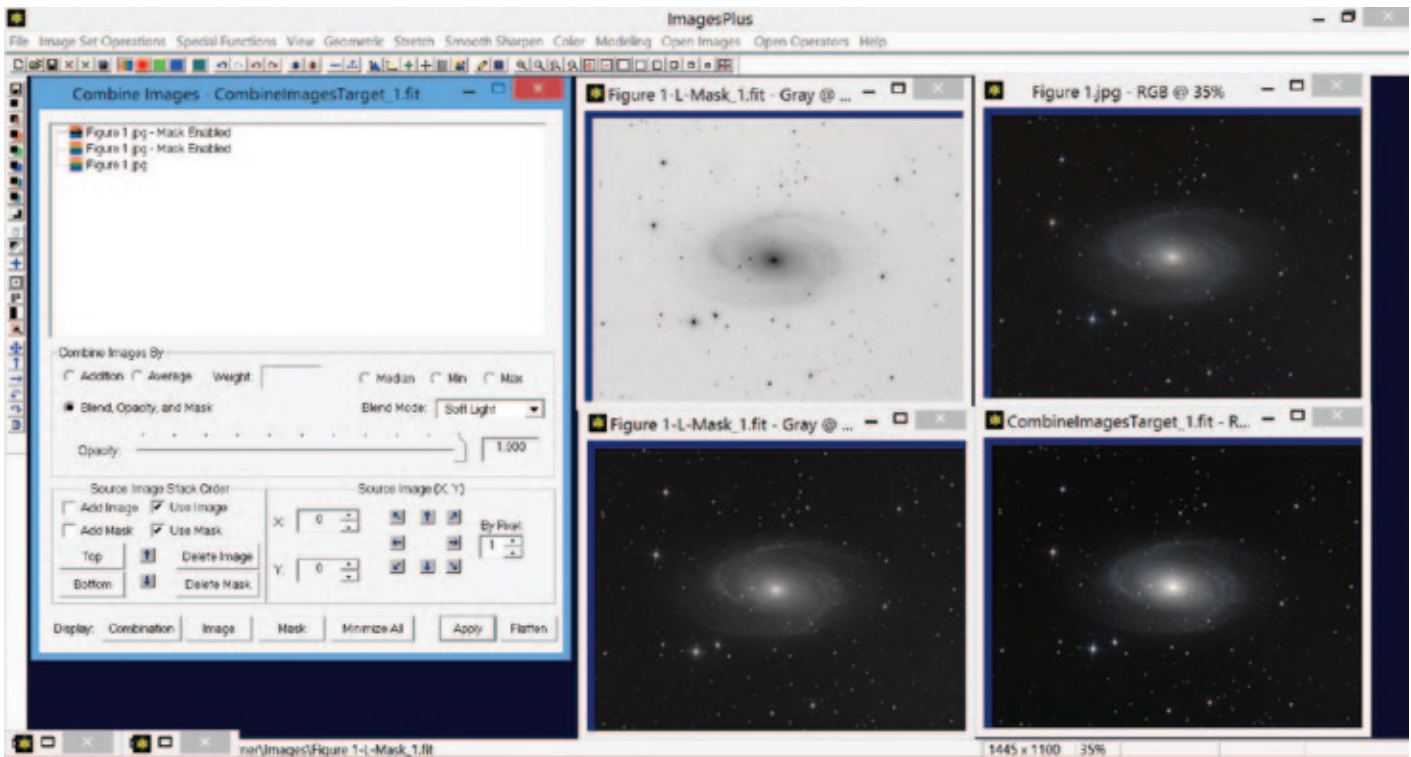 ImagesPlus
File Image Set Operations Special Functions View Geometric Stretch Smooth Sharpen Color Modeling Open Images Open Operators Help
Combine Images - CombineImagesTarget_1.fit
Figure 1.jpg - Mask Enabled
Figure 1.jpg - Mask Enabled
Figure 1.jpg
Combine Images By
Addition Average Weight: Median Min Max
Blend, Opacity, and Mask Blend Mode: Soft Light
Opacity: 1.000
Source Image Stack Order
Add Image Use Image
Add Mask Use Mask
Top Delete Image
Bottom Delete Mask
Source Image (X, Y)
X: 0
By Pixel:
1
Y: 0
Display: Combination Image Mask Minimize All Apply Flatten
Figure 1-L-Mask_1.fit - Gray @ ...
Figure 1.jpg - RGB @ 35%
Figure 1-L-Mask_1.fit - Gray @ ...
CombineImagesTarget_1.fit - R...
ner\Images\Figure 1-L-Mask_1.fit
1445 x 1100 35%